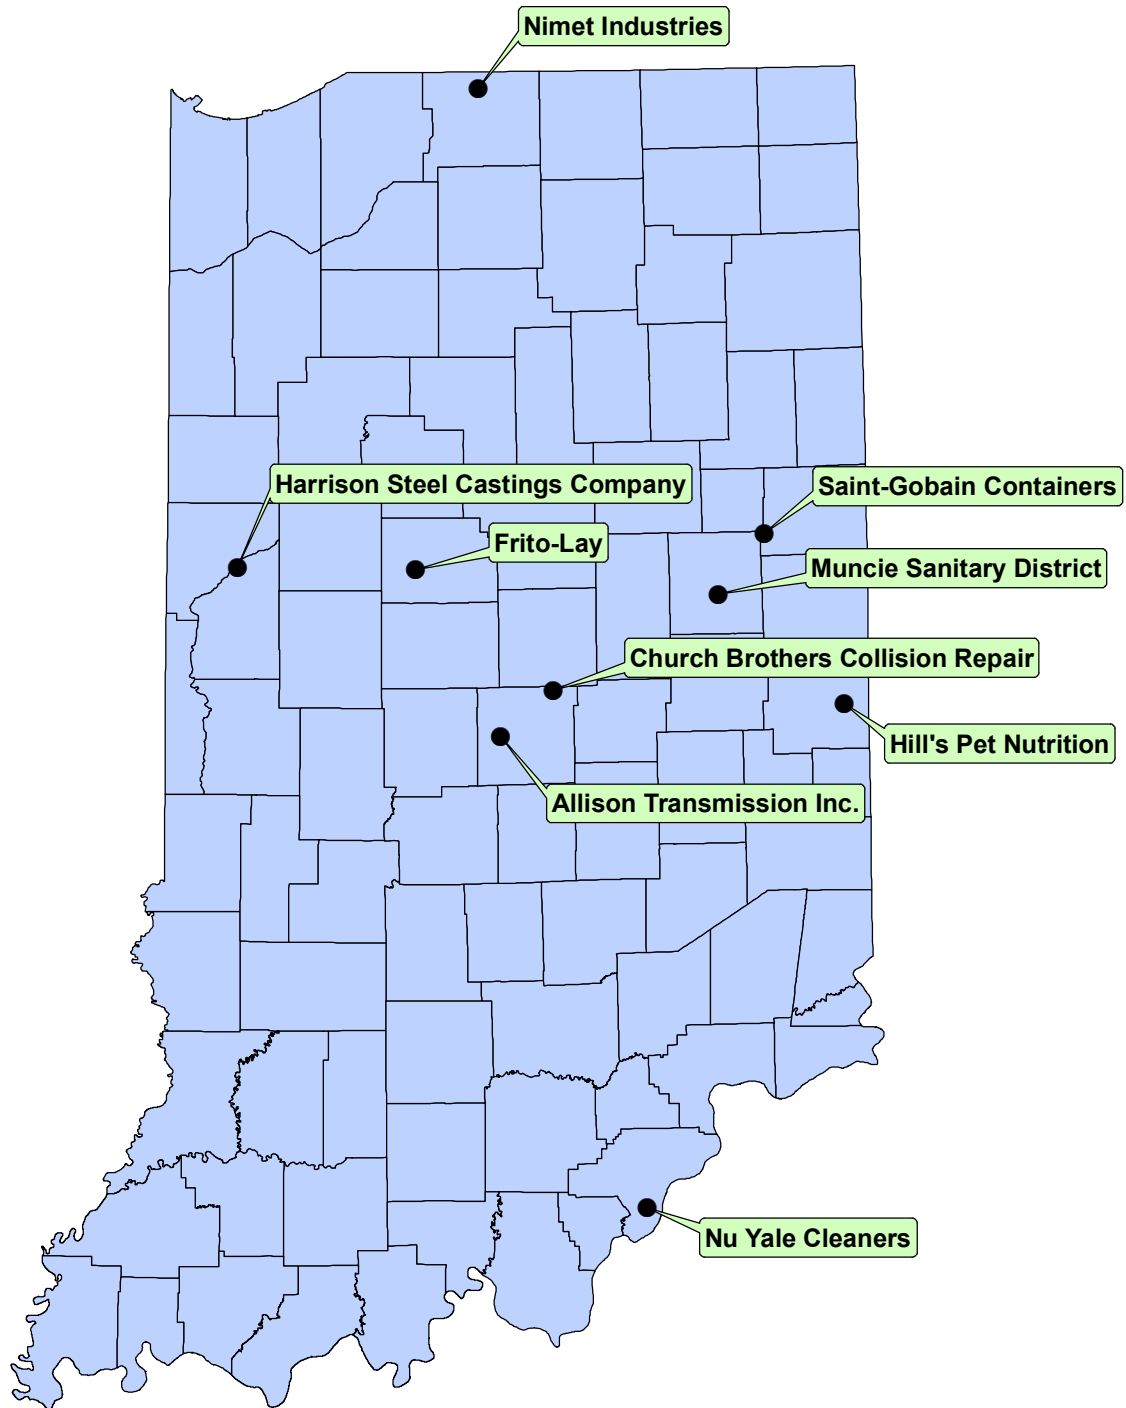 Nimet Industries
Harrison Steel Castings Company
Saint-Gobain Containers
Frito-Lay
Muncie Sanitary District
Church Brothers Collision Repair
Hill's Pet Nutrition
Allison Transmission Inc.
Nu Yale Cleaners